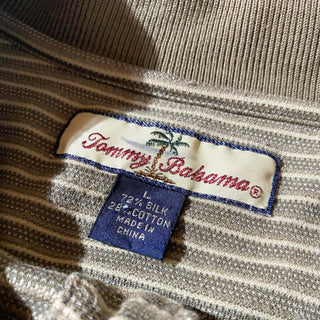 Tommy Bahama®
L
72% SILK
28% COTTON
MADE IN
CHINA